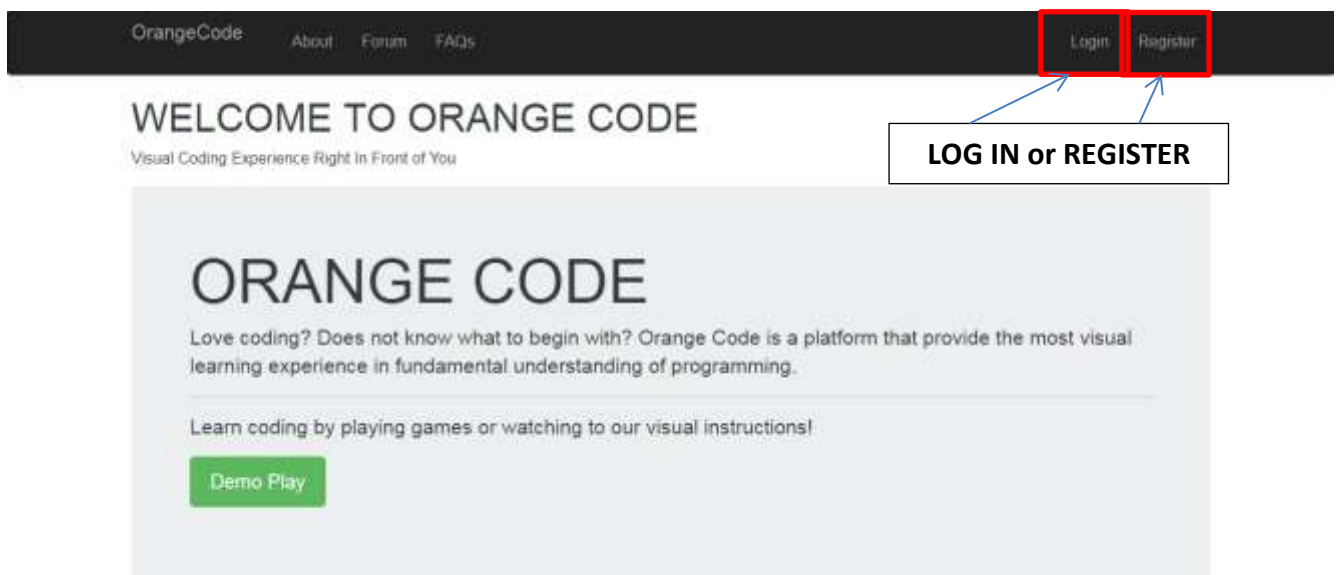 OrangeCode About Forum FAQs Login Register
WELCOME TO ORANGE CODE
Visual Coding Experience Right In Front of You
LOG IN or REGISTER
ORANGE CODE
Love coding? Does not know what to begin with? Orange Code is a platform that provide the most visual
learning experience in fundamental understanding of programming.
Learn coding by playing games or watching to our visual instructions!
Demo Play